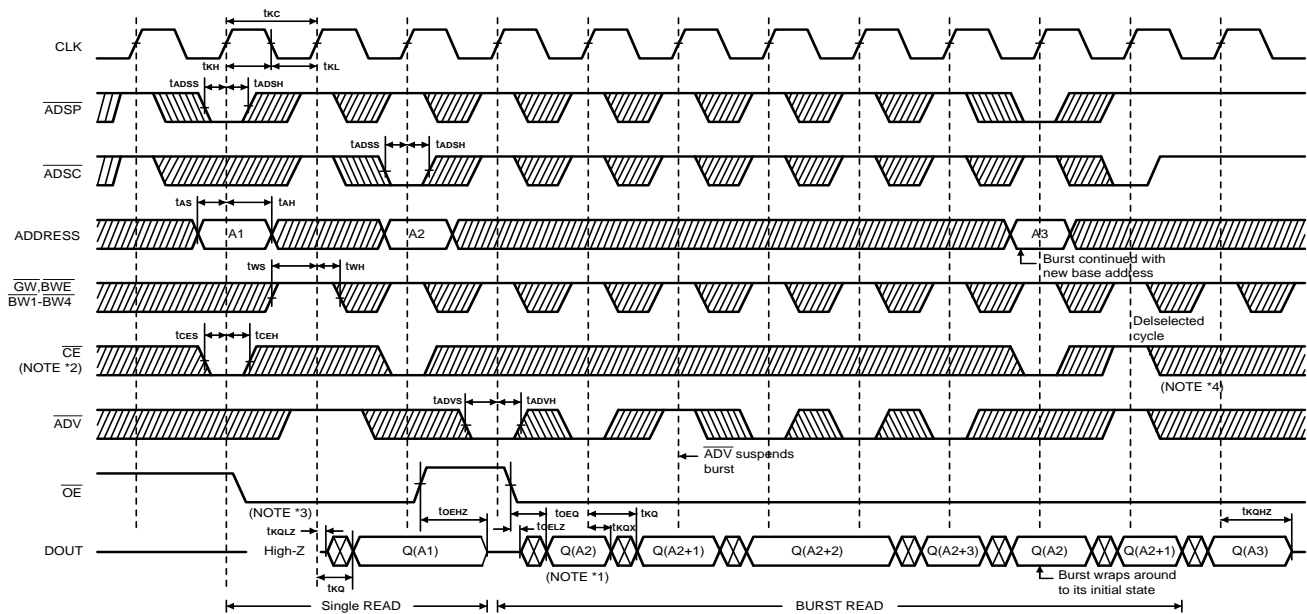 tKC
CLK
tKH tKL
tADSS tADSH
ADSP
tADSS tADSH
ADSC
tAS tAH
ADDRESS A1 A2 A3
Burst continued with
new base address
tWS tWH
GW,BWE
BW1-BW4
Delselected
cycle
tCES tCEH
CE
(NOTE *2)
(NOTE *4)
tADVS tADVH
ADV
ADV suspends
burst
OE
(NOTE *3)
tOEHZ tOEQ tKQ tKQHZ
tKQLZ tOELZ tKQX
DOUT High-Z Q(A1) Q(A2) Q(A2+1) Q(A2+2) Q(A2+3) Q(A2) Q(A2+1) Q(A3)
(NOTE *1)
tKQ
Burst wraps around
to its initial state
Single READ BURST READ